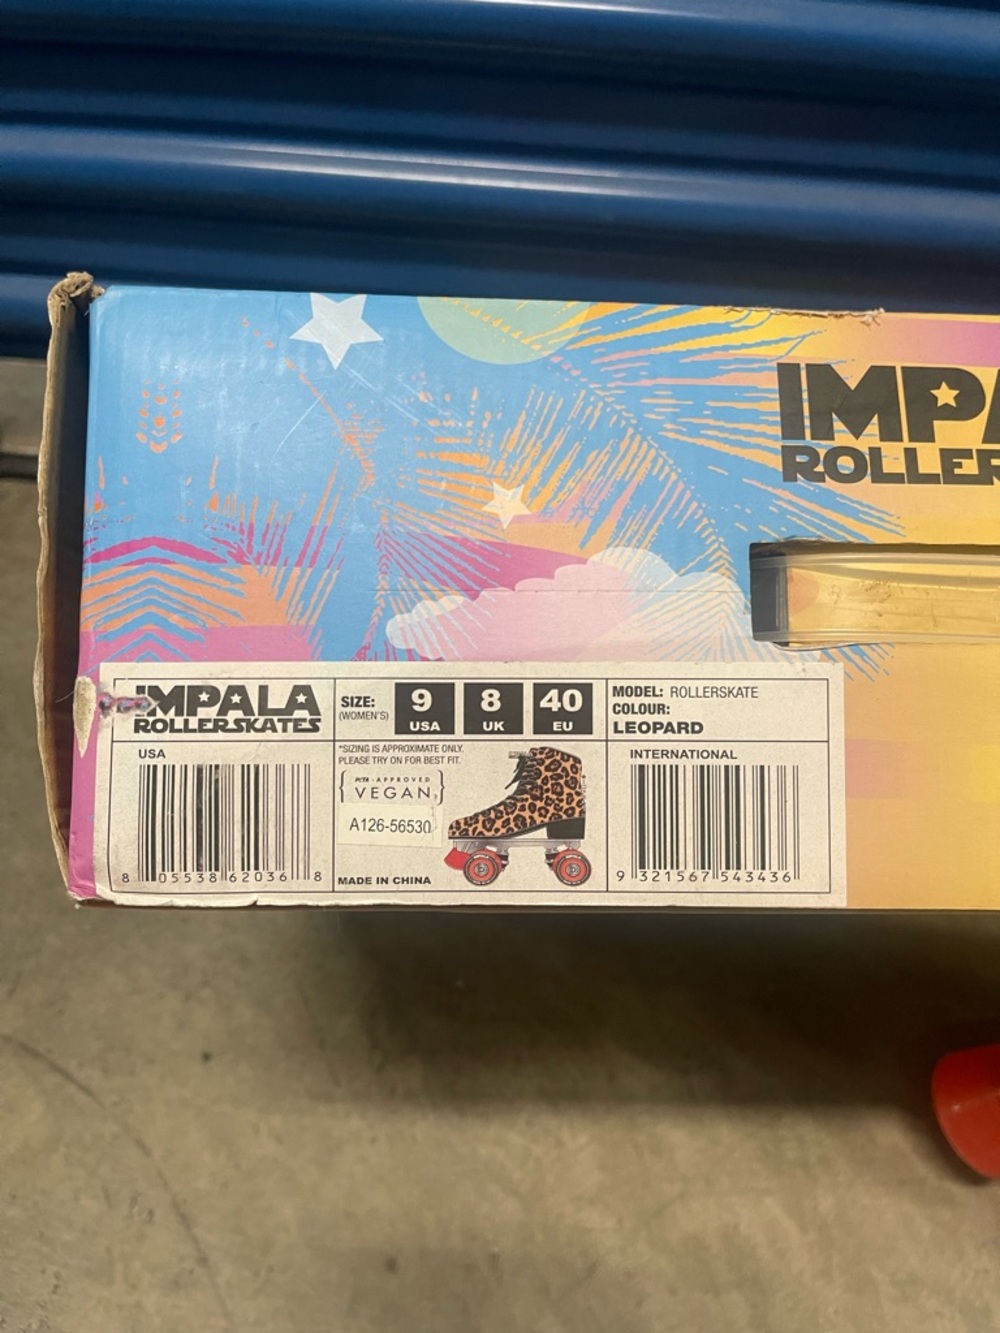 IMPA
ROLLER
IMPALA
ROLLERSKATES
SIZE:
(WOMEN'S)
9
USA
8
UK
40
EU
MODEL: ROLLERSKATE
COLOUR:
LEOPARD
USA
8 05538 62036 8
*SIZING IS APPROXIMATE ONLY.
PLEASE TRY ON FOR BEST FIT.
PETA-APPROVED
VEGAN
A126-56530
MADE IN CHINA
INTERNATIONAL
9 321567 543436